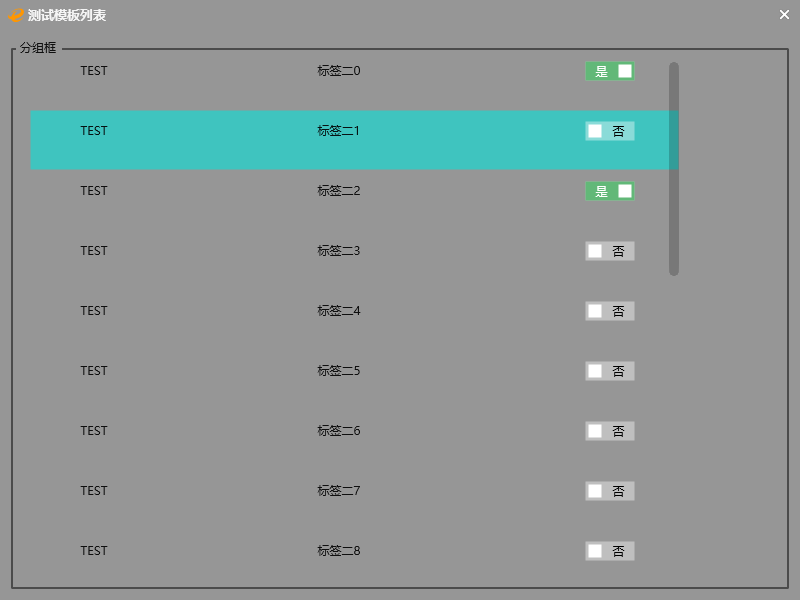 测试模板列表
分组框
TEST 标签二0 是
TEST 标签二1 否
TEST 标签二2 是
TEST 标签二3 否
TEST 标签二4 否
TEST 标签二5 否
TEST 标签二6 否
TEST 标签二7 否
TEST 标签二8 否